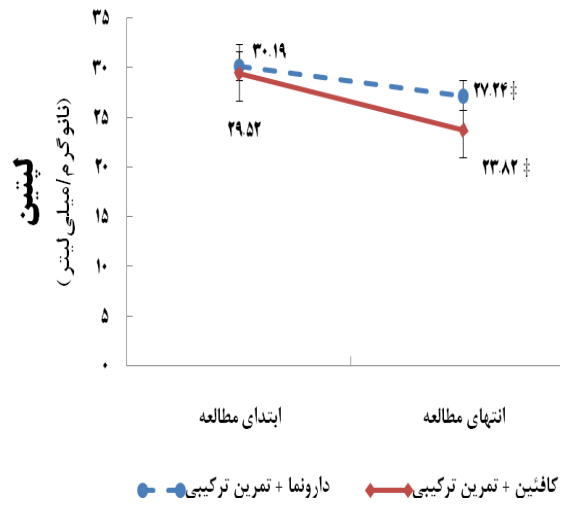 لپتین
(نانوگرم/میلی لیتر)
۳۵
۳۰
۲۵
۲۰
۱۵
۱۰
۵
۰
۳۰.۱۹
۲۹.۵۲
۲۷.۲۴ ‡
۲۳.۸۲ ‡
ابتدای مطالعه
انتهای مطالعه
دارونما + تمرین ترکیبی
کافئین + تمرین ترکیبی